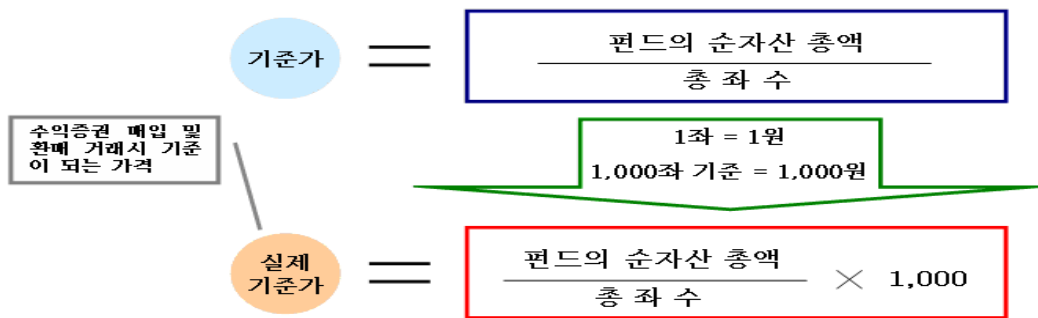 기준가
펀드의 순자산 총액
총 좌 수
수익증권 매입 및
환매 거래시 기준
이 되는 가격
1좌 = 1원
1,000좌 기준 = 1,000원
실제
기준가
펀드의 순자산 총액
총 좌 수
× 1,000